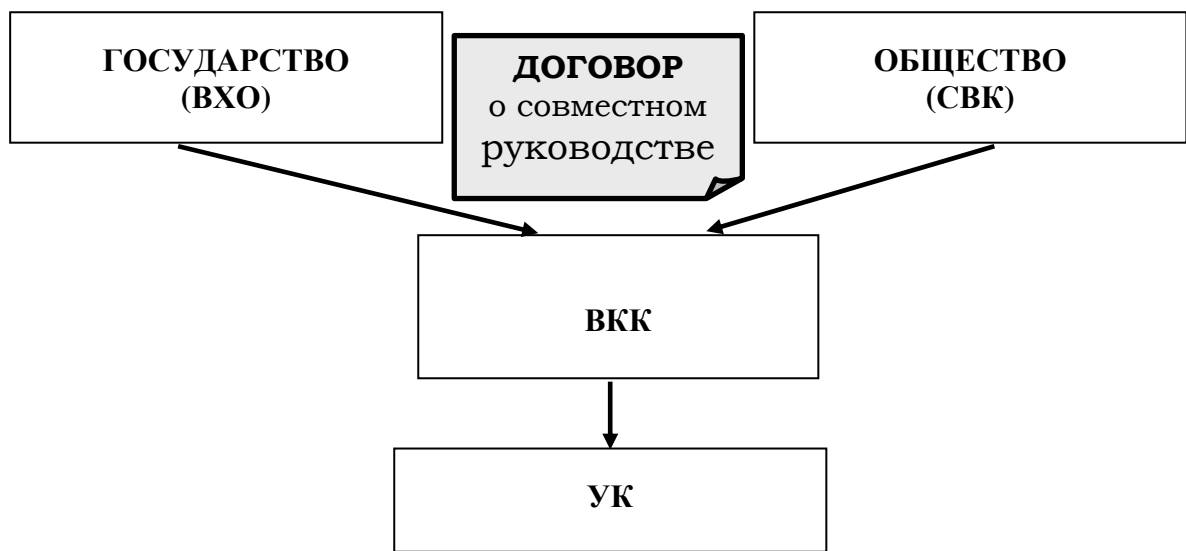 ГОСУДАРСТВО
(ВХО)
ДОГОВОР
о совместном
руководстве
ОБЩЕСТВО
(СВК)
ВКК
УК